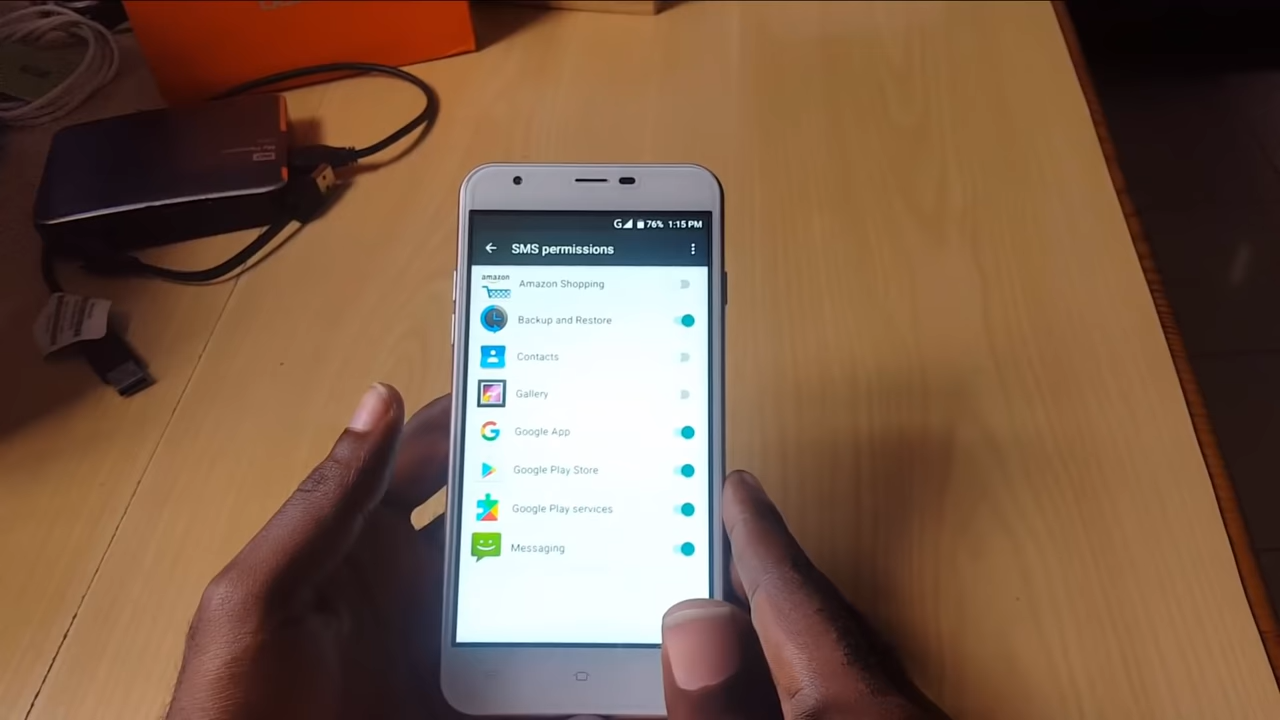 G 76% 1:15 PM
SMS permissions
amazon
Amazon Shopping
Backup and Restore
Contacts
Gallery
Google App
Google Play Store
Google Play services
Messaging